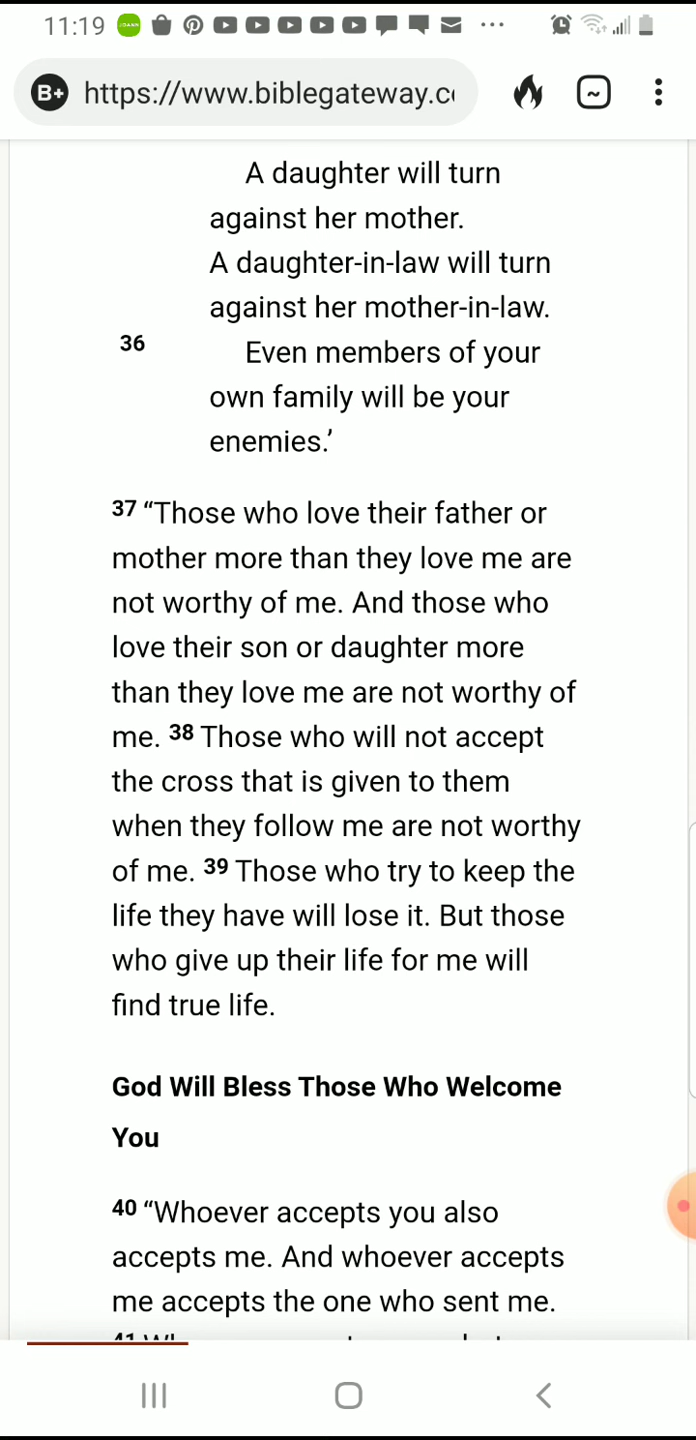 11:19
JOANN
B+ https://www.biblegateway.c
A daughter will turn
against her mother.
A daughter-in-law will turn
against her mother-in-law.
36 Even members of your
own family will be your
enemies.’
37 “Those who love their father or
mother more than they love me are
not worthy of me. And those who
love their son or daughter more
than they love me are not worthy of
me. 38 Those who will not accept
the cross that is given to them
when they follow me are not worthy
of me. 39 Those who try to keep the
life they have will lose it. But those
who give up their life for me will
find true life.
God Will Bless Those Who Welcome
You
40 “Whoever accepts you also
accepts me. And whoever accepts
me accepts the one who sent me.
41